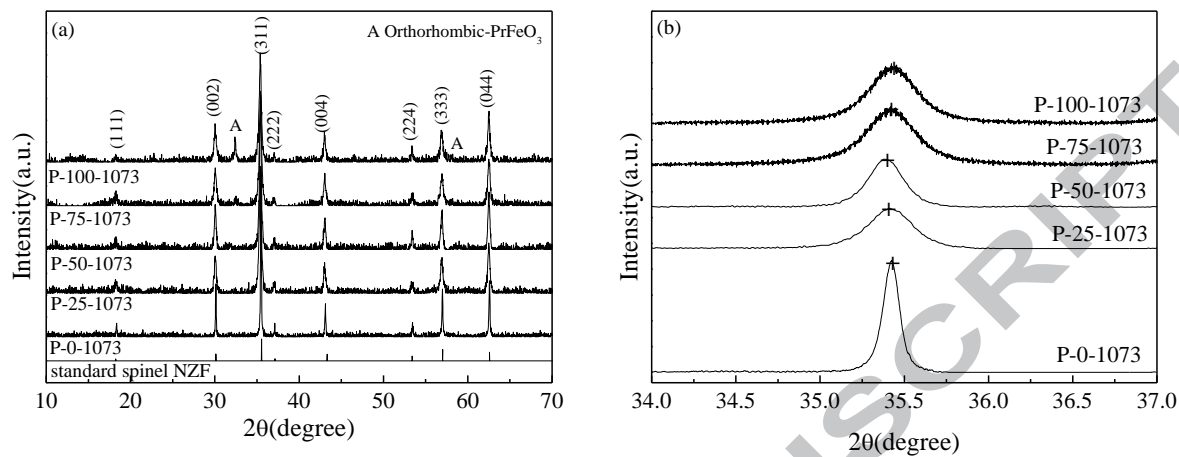 (a)
A Orthorhombic-PrFeO3
(111)
(002)
A
(311)
(222)
(004)
(224)
(333)
A
(044)
P-100-1073
P-75-1073
P-50-1073
P-25-1073
P-0-1073
standard spinel NZF
10 20 30 40 50 60 70
2θ(degree)
Intensity(a.u.)
(b)
P-100-1073
P-75-1073
P-50-1073
P-25-1073
P-0-1073
34.0 34.5 35.0 35.5 36.0 36.5 37.0
2θ(degree)
Intensity(a.u.)
NSCRIPT